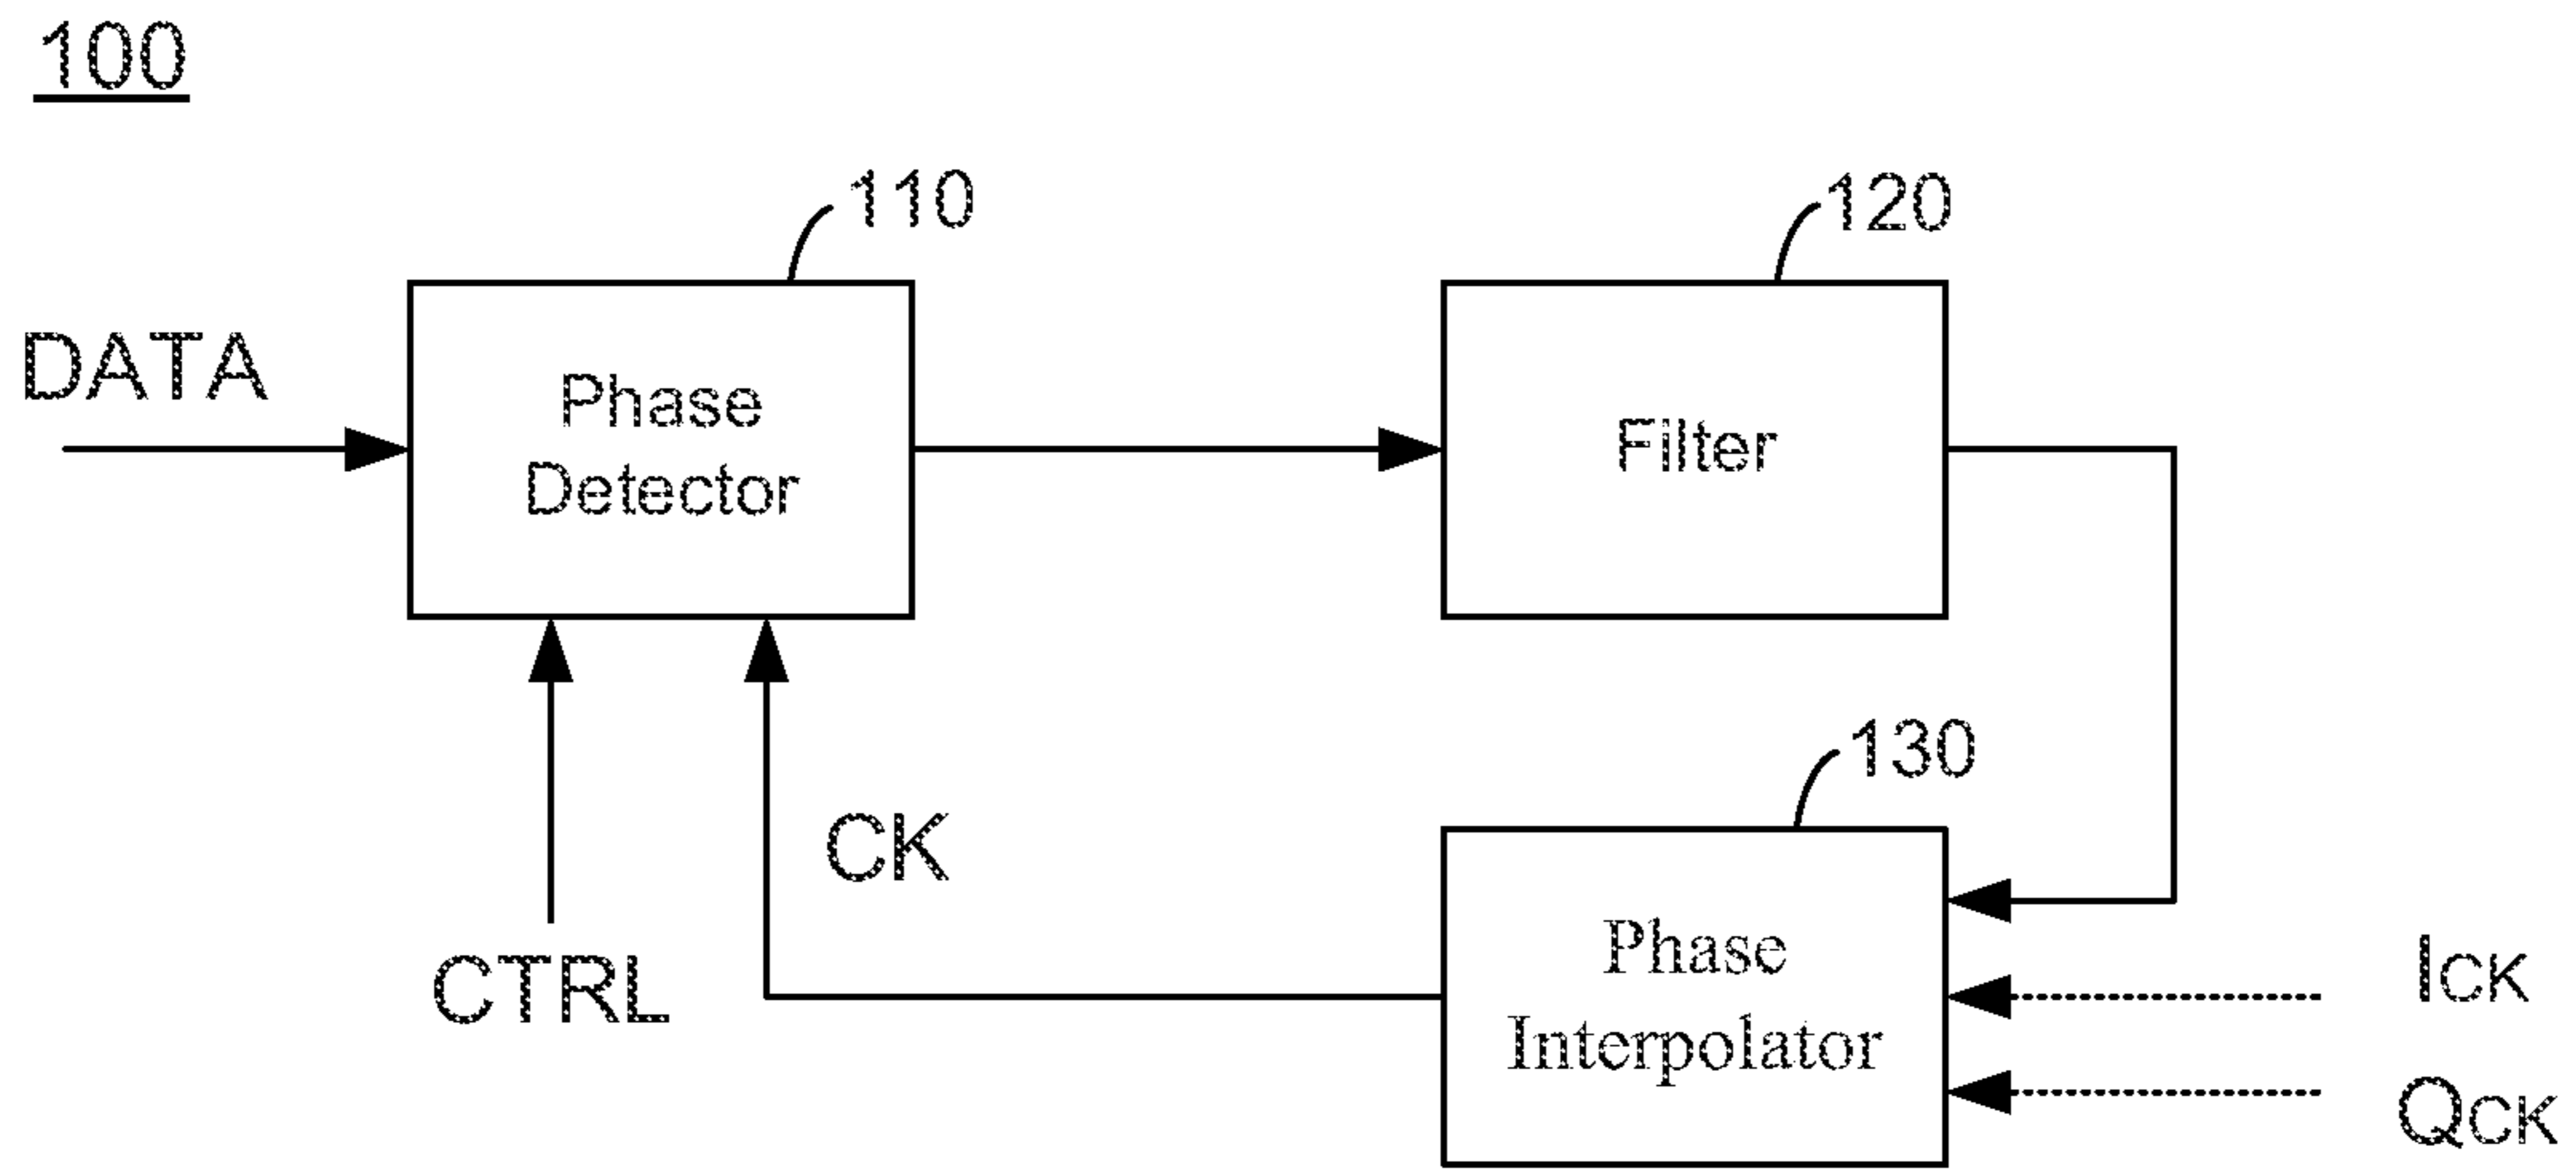 100
110
120
DATA
Phase
Detector
Filter
130
CK
CTRL
Phase
Interpolator
ICK
QCK